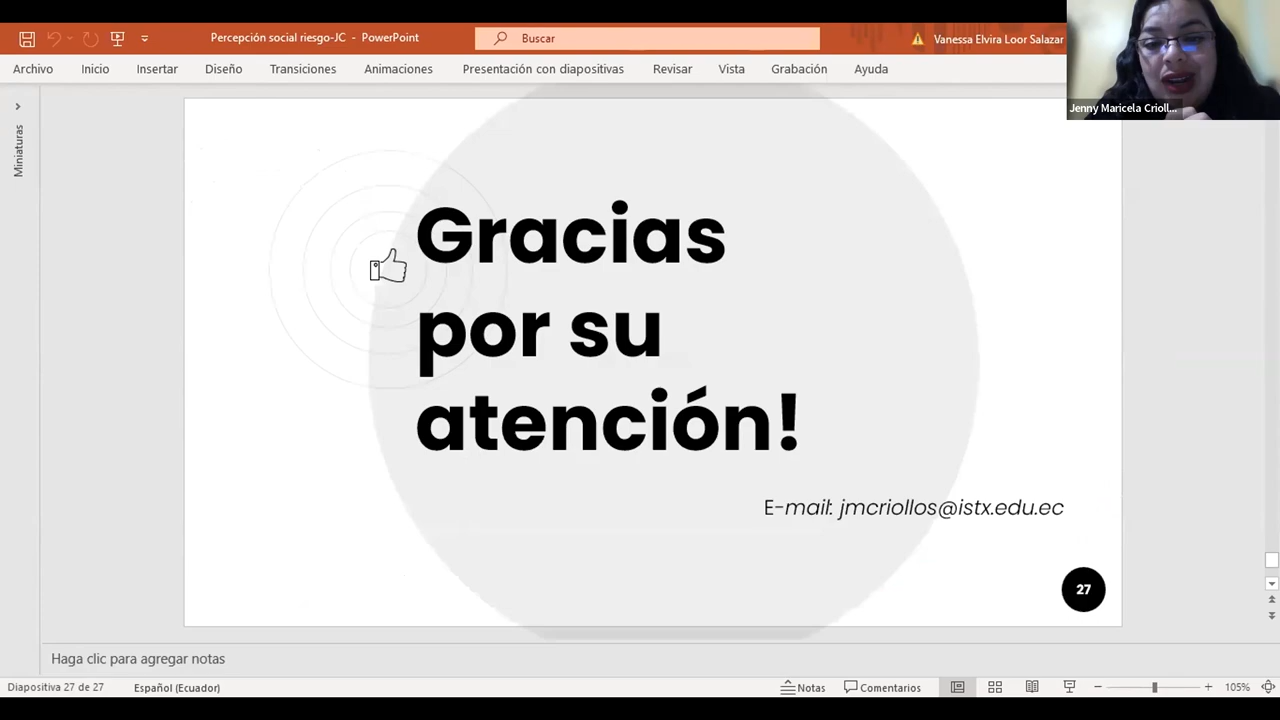 Percepción social riesgo-JC - PowerPoint
Buscar
Vanessa Elvira Loor Salazar
Archivo
Inicio
Insertar
Diseño
Transiciones
Animaciones
Presentación con diapositivas
Revisar
Vista
Grabación
Ayuda
Jenny Maricela Crioll...
Miniaturas
Gracias
por su
atención!
E-mail: jmcriollos@istx.edu.ec
27
Haga clic para agregar notas
Diapositiva 27 de 27
Español (Ecuador)
Notas
Comentarios
105%